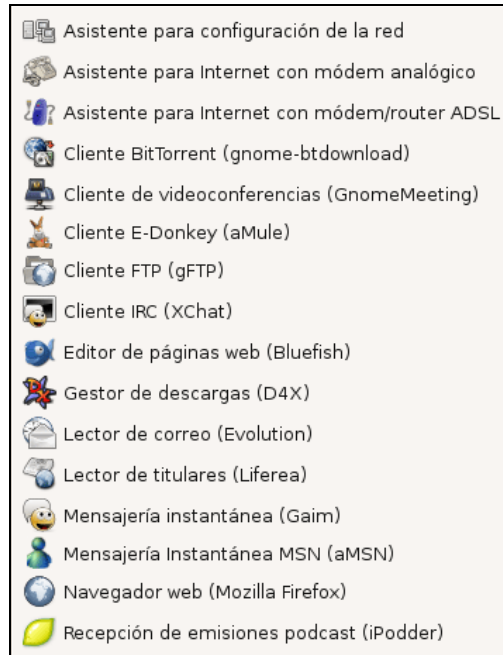 Asistente para configuración de la red
Asistente para Internet con módem analógico
Asistente para Internet con módem/router ADSL
Cliente BitTorrent (gnome-btdownload)
Cliente de videoconferencias (GnomeMeeting)
Cliente E-Donkey (aMule)
Cliente FTP (gFTP)
Cliente IRC (XChat)
Editor de páginas web (Bluefish)
Gestor de descargas (D4X)
Lector de correo (Evolution)
Lector de titulares (Liferea)
Mensajería instantánea (Gaim)
Mensajería Instantánea MSN (aMSN)
Navegador web (Mozilla Firefox)
Recepción de emisiones podcast (iPodder)